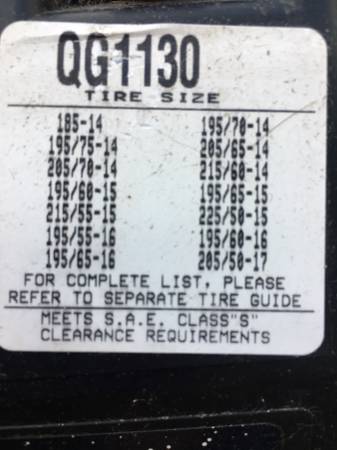 QG1130
TIRE SIZE
185-14 195/70-14
195/75-14 205/65-14
205/70-14 215/60-14
195/60-15 195/65-15
215/55-15 225/50-15
195/55-16 195/60-16
195/65-16 205/50-17
FOR COMPLETE LIST, PLEASE
REFER TO SEPARATE TIRE GUIDE
MEETS S.A.E. CLASS"S"
CLEARANCE REQUIREMENTS